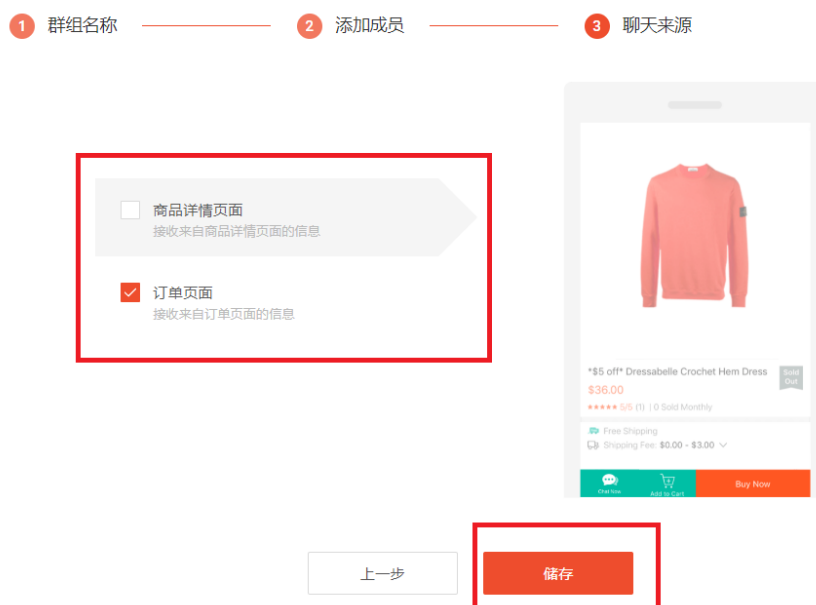 1 群组名称
2 添加成员
3 聊天来源
商品详情页面
接收来自商品详情页面的信息
订单页面
接收来自订单页面的信息
*$5 off* Dressabelle Crochet Hem Dress
Sold
Out
$36.00
★★★★★ 5/5 (1) | 0 Sold Monthly
Free Shipping
Shipping Fee: $0.00 - $3.00
Chat Now
Add to Cart
Buy Now
上一步
儲存